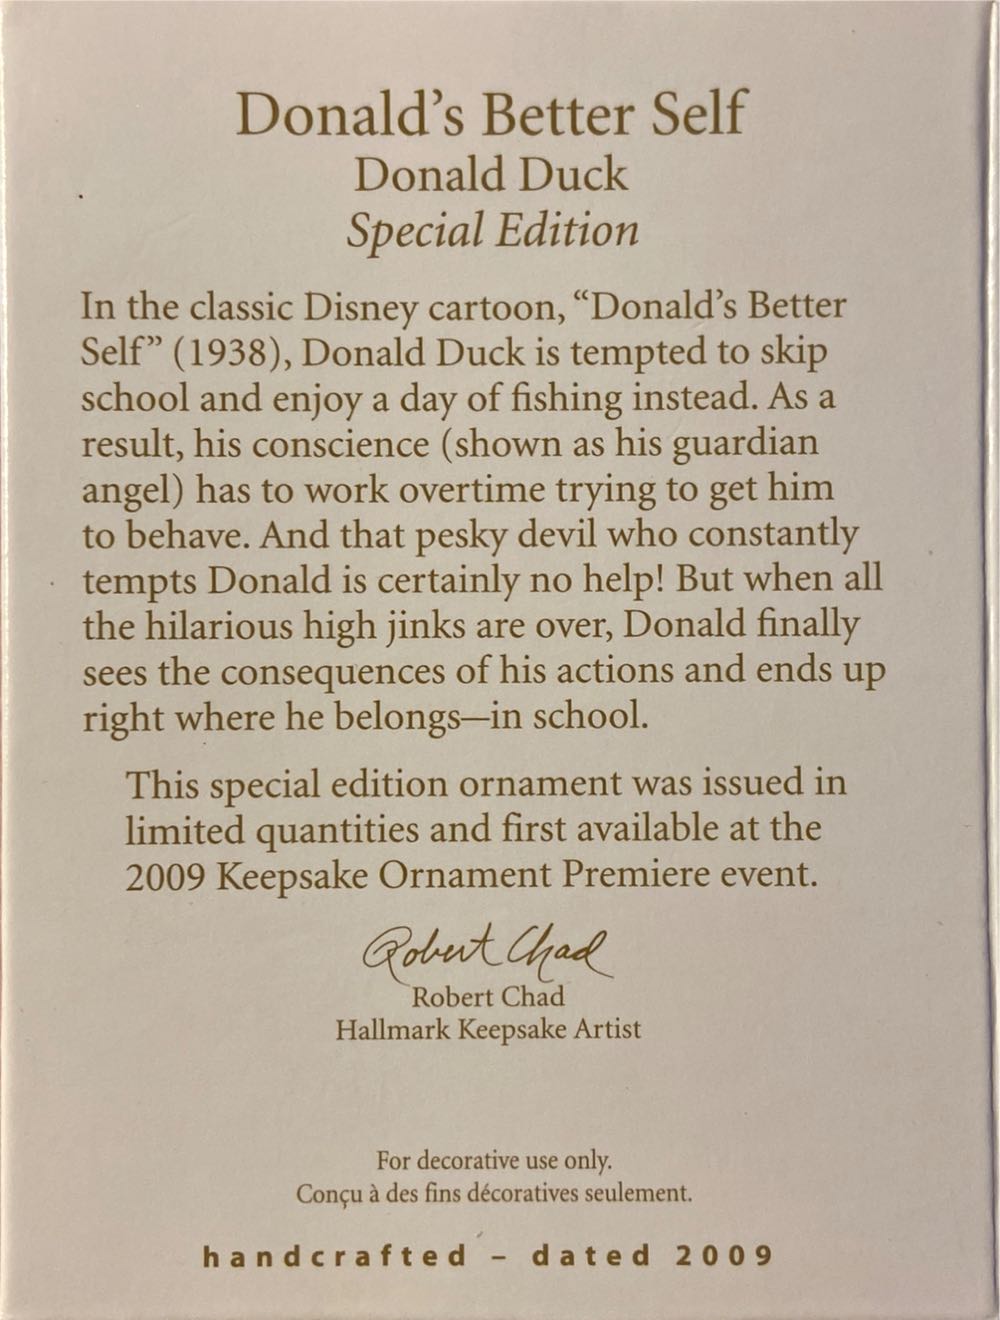 Donald’s Better Self
Donald Duck
Special Edition
In the classic Disney cartoon, “Donald’s Better
Self” (1938), Donald Duck is tempted to skip
school and enjoy a day of fishing instead. As a
result, his conscience (shown as his guardian
angel) has to work overtime trying to get him
to behave. And that pesky devil who constantly
tempts Donald is certainly no help! But when all
the hilarious high jinks are over, Donald finally
sees the consequences of his actions and ends up
right where he belongs—in school.
This special edition ornament was issued in
limited quantities and first available at the
2009 Keepsake Ornament Premiere event.
Robert Chad
Robert Chad
Hallmark Keepsake Artist
For decorative use only.
Conçu à des fins décoratives seulement.
handcrafted – dated 2009